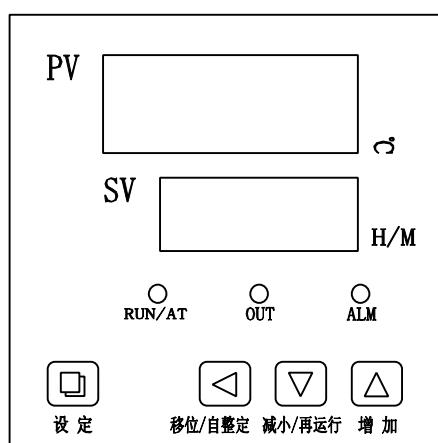 PV
℃
SV
H/M
RUN/AT OUT ALM
设 定 移位/自整定 减小/再运行 增 加